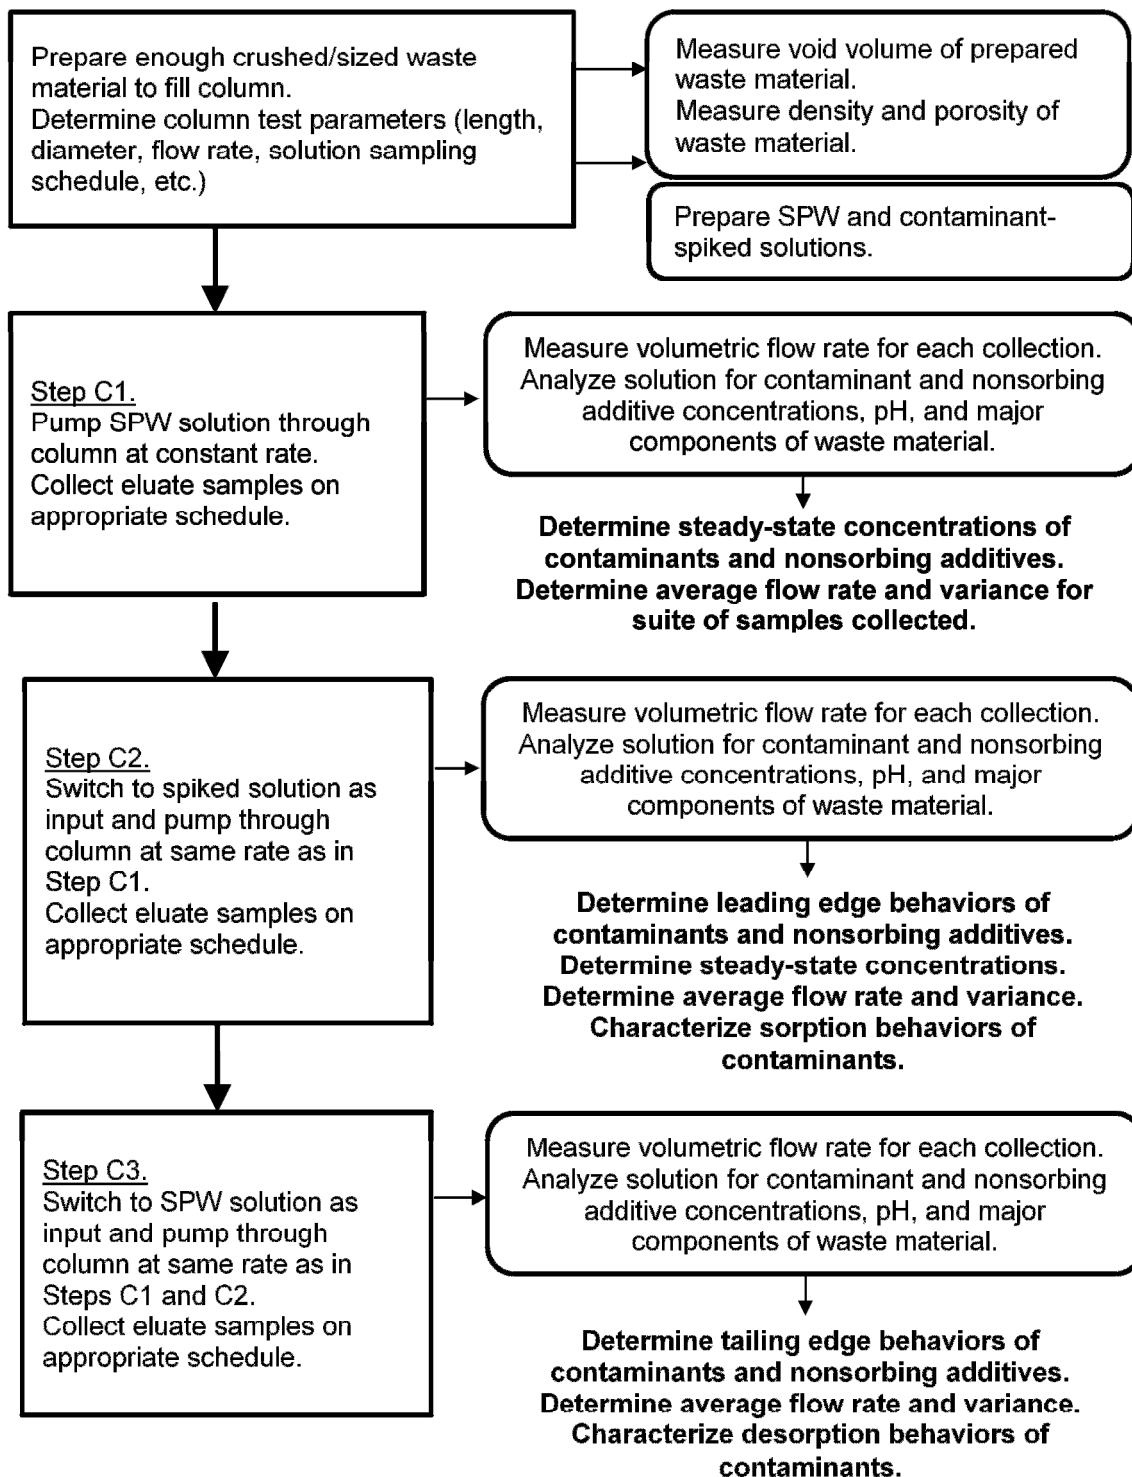 Prepare enough crushed/sized waste
material to fill column.
Determine column test parameters (length,
diameter, flow rate, solution sampling
schedule, etc.)
Measure void volume of prepared
waste material.
Measure density and porosity of
waste material.
Prepare SPW and contaminant-
spiked solutions.
Step C1.
Pump SPW solution through
column at constant rate.
Collect eluate samples on
appropriate schedule.
Measure volumetric flow rate for each collection.
Analyze solution for contaminant and nonsorbing
additive concentrations, pH, and major
components of waste material.
Determine steady-state concentrations of
contaminants and nonsorbing additives.
Determine average flow rate and variance for
suite of samples collected.
Step C2.
Switch to spiked solution as
input and pump through
column at same rate as in
Step C1.
Collect eluate samples on
appropriate schedule.
Measure volumetric flow rate for each collection.
Analyze solution for contaminant and nonsorbing
additive concentrations, pH, and major
components of waste material.
Determine leading edge behaviors of
contaminants and nonsorbing additives.
Determine steady-state concentrations.
Determine average flow rate and variance.
Characterize sorption behaviors of
contaminants.
Step C3.
Switch to SPW solution as
input and pump through
column at same rate as in
Steps C1 and C2.
Collect eluate samples on
appropriate schedule.
Measure volumetric flow rate for each collection.
Analyze solution for contaminant and nonsorbing
additive concentrations, pH, and major
components of waste material.
Determine tailing edge behaviors of
contaminants and nonsorbing additives.
Determine average flow rate and variance.
Characterize desorption behaviors of
contaminants.